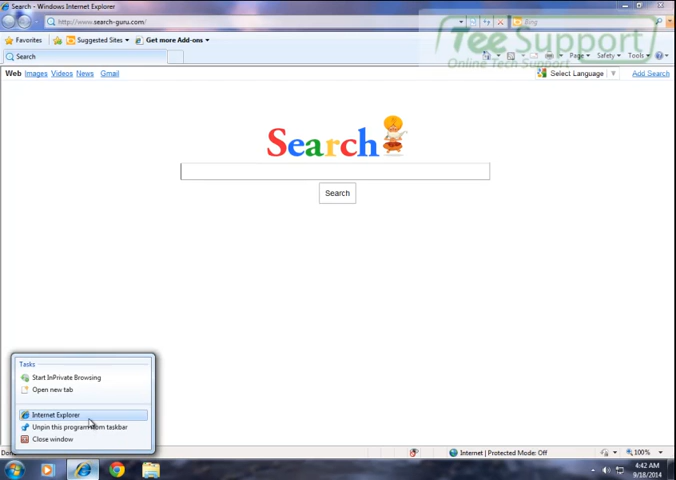 Search - Windows Internet Explorer
http://www.search-guru.com/
Bing
Favorites
Suggested Sites
Get more Add-ons
Tee Support
Online Tech Support
Search
Page
Safety
Tools
Web Images Videos News Gmail
Select Language
Add Search
Search
Search
Tasks
Start InPrivate Browsing
Open new tab
Internet Explorer
Unpin this program from taskbar
Close window
Internet | Protected Mode: Off
100%
4:42 AM
9/18/2014